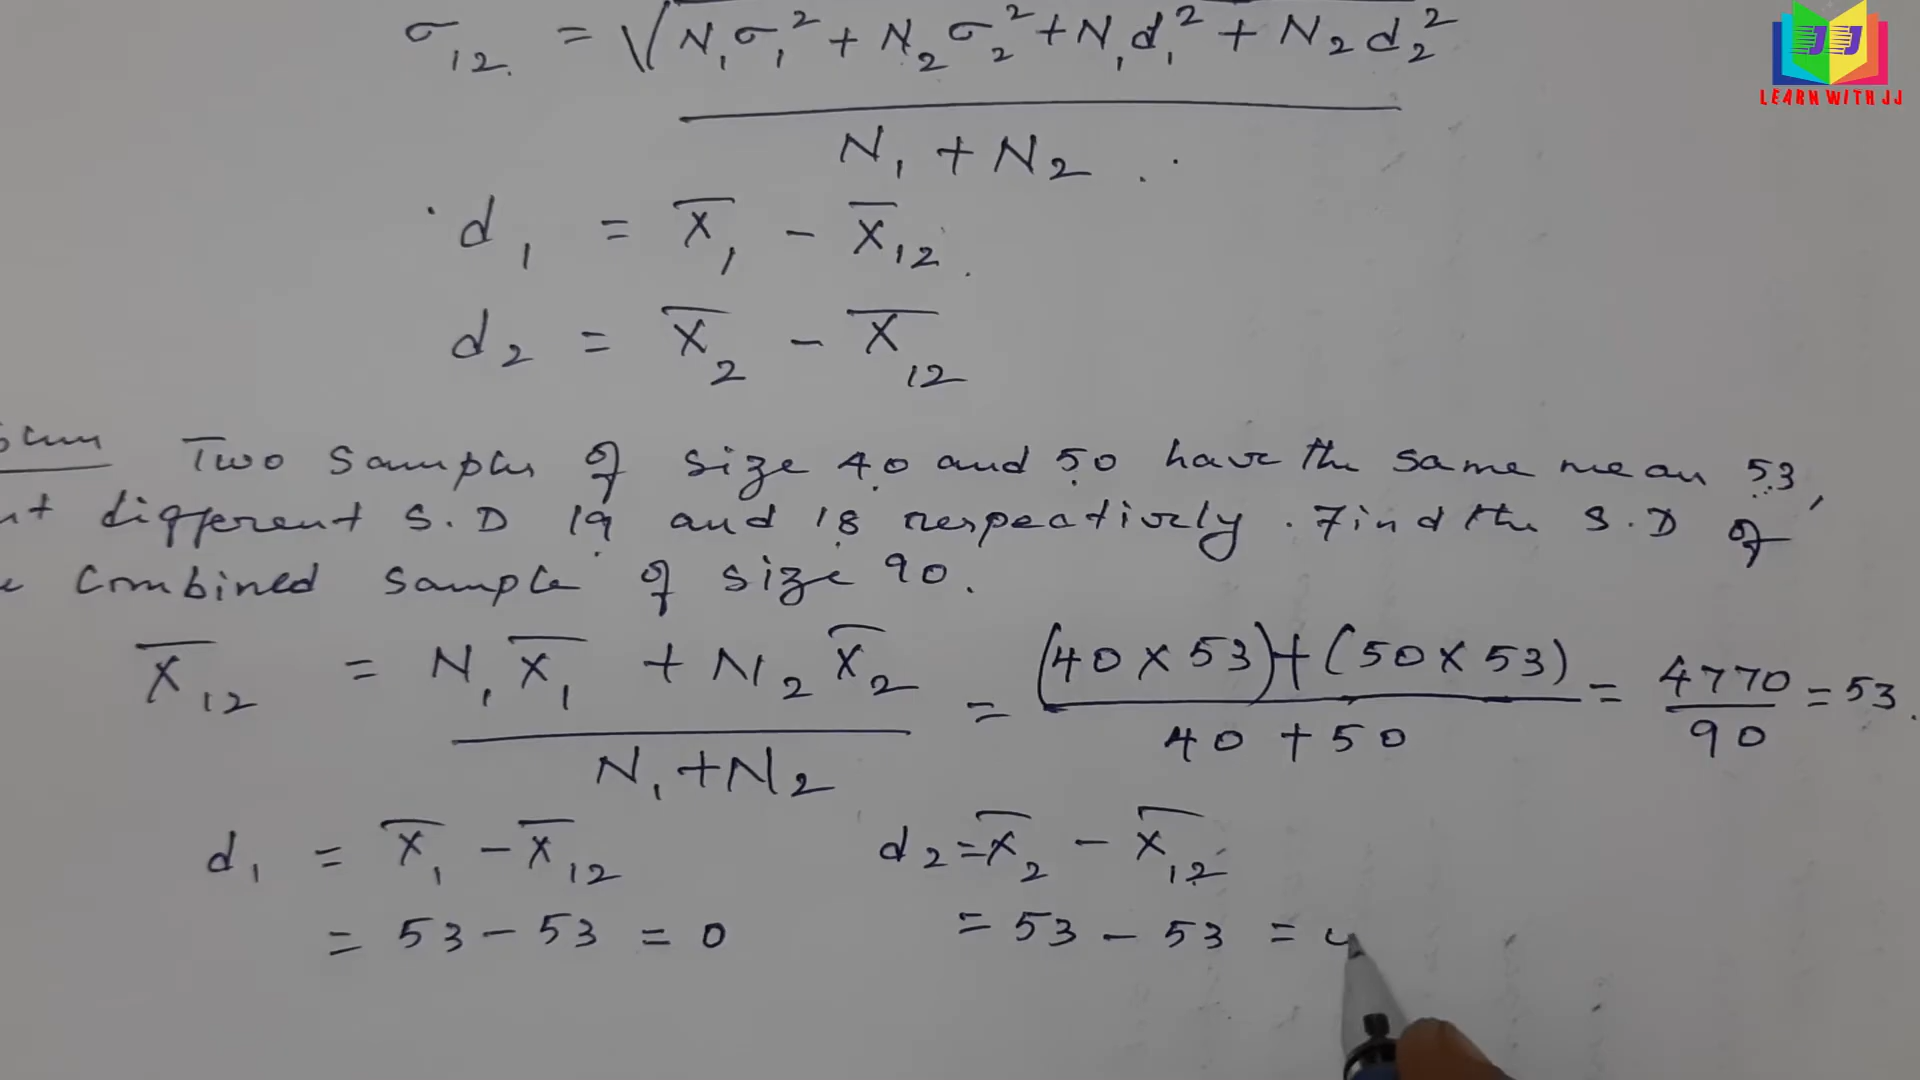 σ₁₂ = √N₁σ₁² + N₂σ₂² + N₁d₁² + N₂d₂²
N₁ + N₂
JJ
LEARN WITH JJ
d₁ = X̄₁ - X̄₁₂
d₂ = X̄₂ - X̄₁₂
Two samples of size 40 and 50 have the same mean 53,
different S.D 19 and 18 respectively. Find the S.D of
combined sample of size 90.
X̄₁₂ = N₁X̄₁ + N₂X̄₂ / N₁+N₂ = (40 x 53)+(50 x 53) / 40 + 50 = 4770 / 90 = 53.
d₁ = X̄₁ - X̄₁₂ d₂ = X̄₂ - X̄₁₂
= 53 - 53 = 0 = 53 - 53 =